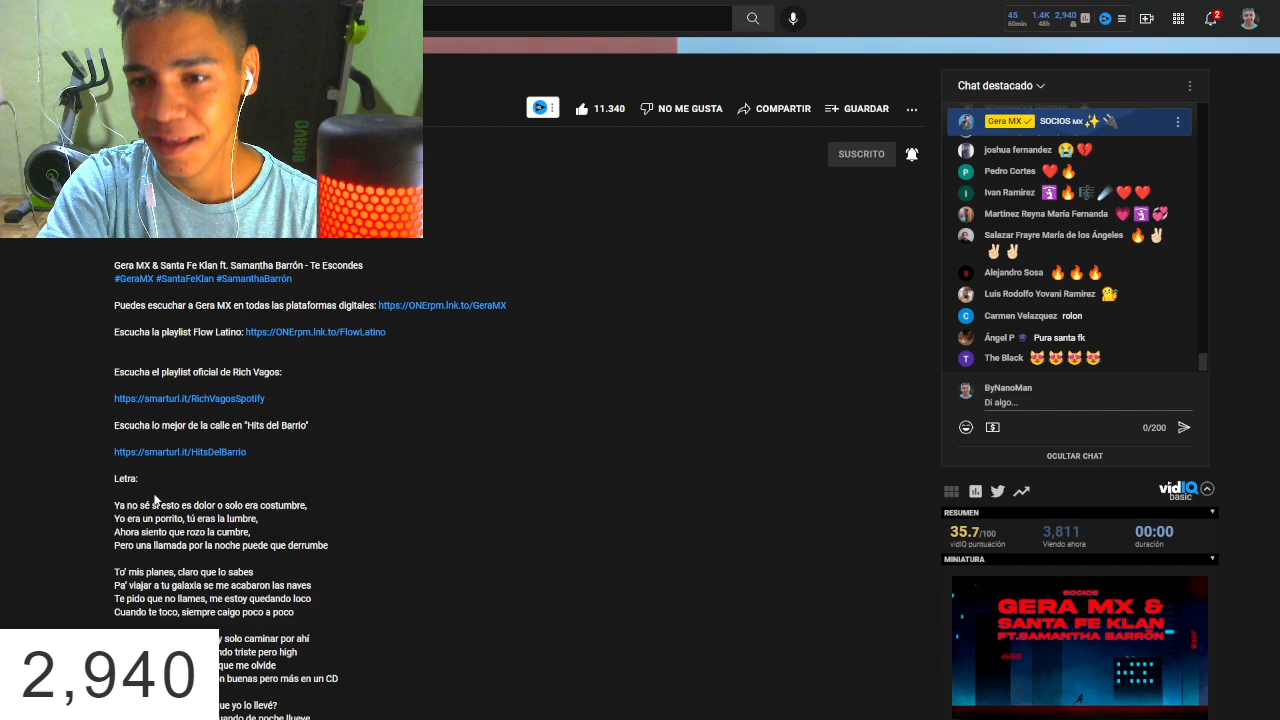 45 1.4K 2,940
60min 48h
2
11.340 NO ME GUSTA COMPARTIR GUARDAR ...
SUSCRITO
BRAVO
Gera MX & Santa Fe Klan ft. Samantha Barrón - Te Escondes
#GeraMX #SantaFeKlan #SamanthaBarrón
Puedes escuchar a Gera MX en todas las plataformas digitales: https://ONErpm.lnk.to/GeraMX
Escucha la playlist Flow Latino: https://ONErpm.lnk.to/FlowLatino
Escucha el playlist oficial de Rich Vagos:
https://smarturl.it/RichVagosSpotify
Escucha lo mejor de la calle en "Hits del Barrio"
https://smarturl.it/HitsDelBarrio
Letra:
Ya no sé si esto es dolor o solo era costumbre,
Yo era un porrito, tú eras la lumbre,
Ahora siento que rozo la cumbre,
Pero una llamada por la noche puede que derrumbe
To' mis planes, claro que lo sabes
Pa' viajar a tu galaxia se me acabaron las naves
Te pido que no llames, me estoy quedando loco
Cuando te toco, siempre caigo poco a poco
y solo caminar por ahí
triste pero high
que me olvide
buenas pero más en un CD
que yo lo llevé?
de noche llueve
2,940
Chat destacado
Gera MX SOCIOS MX
joshua fernandez
Pedro Cortes
Ivan Ramirez
Martinez Reyna María Fernanda
Salazar Frayre María de los Ángeles
Alejandro Sosa
Luis Rodolfo Yovani Ramirez
Carmen Velazquez rolon
Ángel P Pura santa fk
The Black
ByNanoMan
Di algo...
0/200
OCULTAR CHAT
vidIQ
basic
RESUMEN
35.7/100 3,811 00:00
vidIQ puntuación Viendo ahora duración
MINIATURA
SOCIOS
GERA MX &
SANTA FE KLAN
FT. SAMANTHA BARRÓN